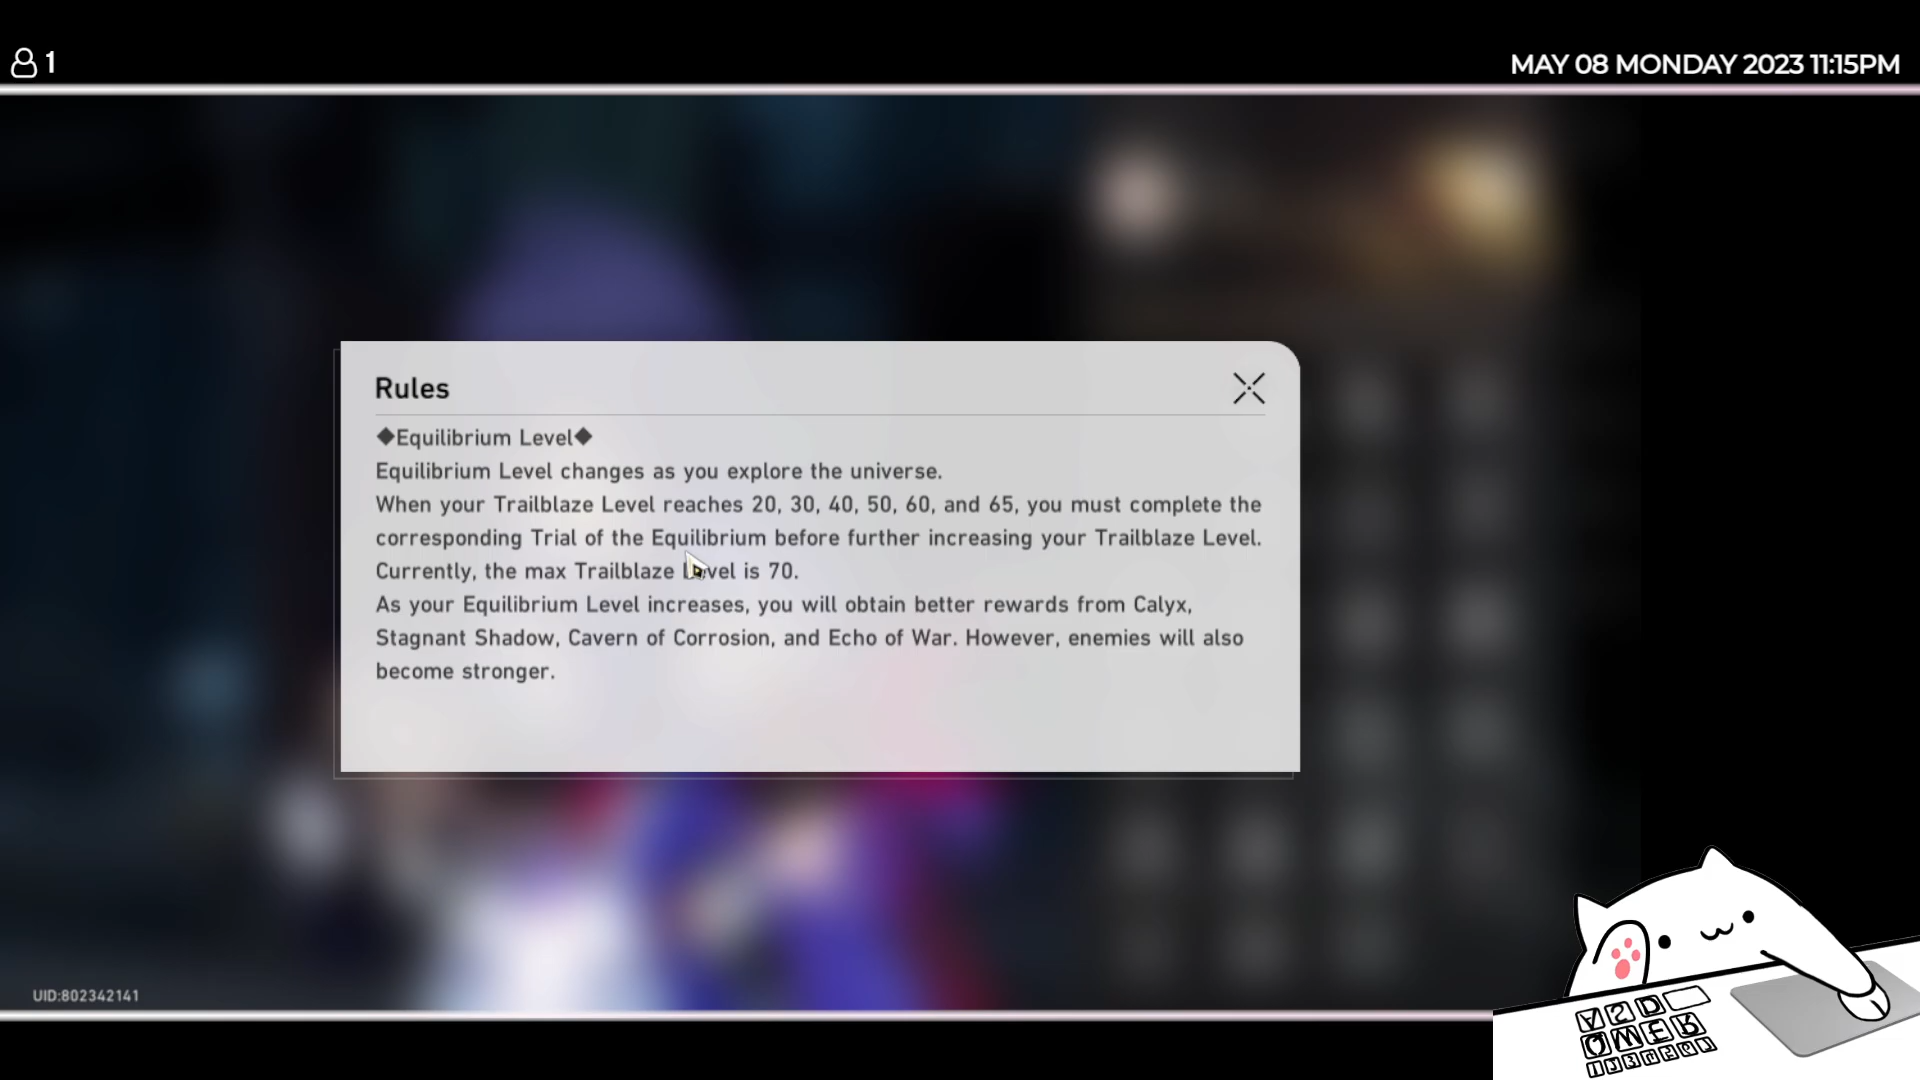 1
MAY 08 MONDAY 2023 11:15PM
Rules
◆Equilibrium Level◆
Equilibrium Level changes as you explore the universe.
When your Trailblaze Level reaches 20, 30, 40, 50, 60, and 65, you must complete the
corresponding Trial of the Equilibrium before further increasing your Trailblaze Level.
Currently, the max Trailblaze Level is 70.
As your Equilibrium Level increases, you will obtain better rewards from Calyx,
Stagnant Shadow, Cavern of Corrosion, and Echo of War. However, enemies will also
become stronger.
UID:802342141
A S D
Q W E R